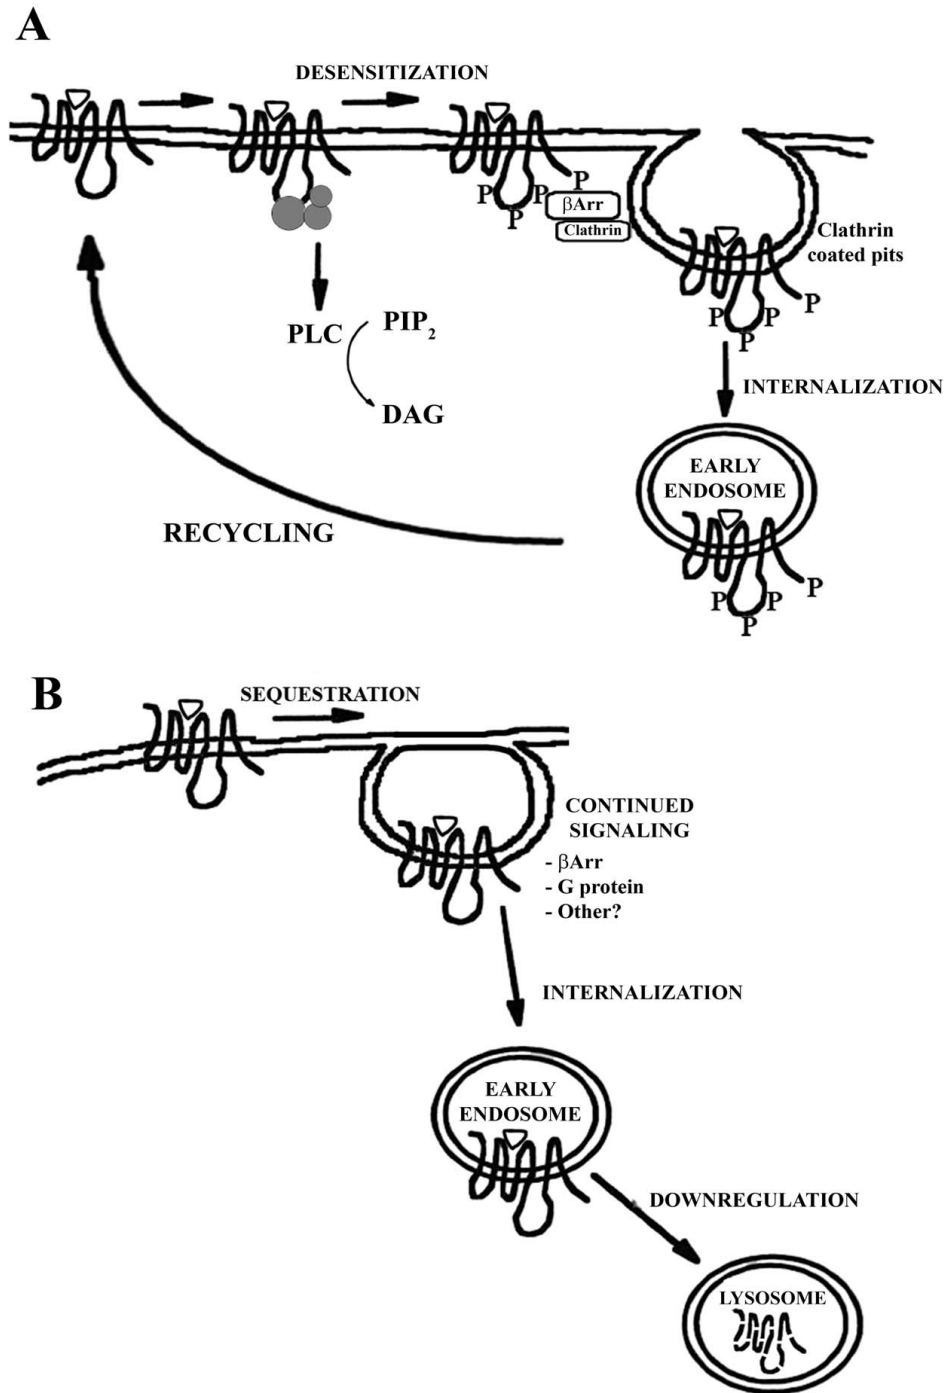 A
DESENSITIZATION
P
P
P
P
βArr
Clathrin
Clathrin
coated pits
P
P
P
P
PLC
PIP₂
DAG
INTERNALIZATION
EARLY
ENDOSOME
RECYCLING
P
P
P
P
B
SEQUESTRATION
CONTINUED
SIGNALING
- βArr
- G protein
- Other?
INTERNALIZATION
EARLY
ENDOSOME
DOWNREGULATION
LYSOSOME